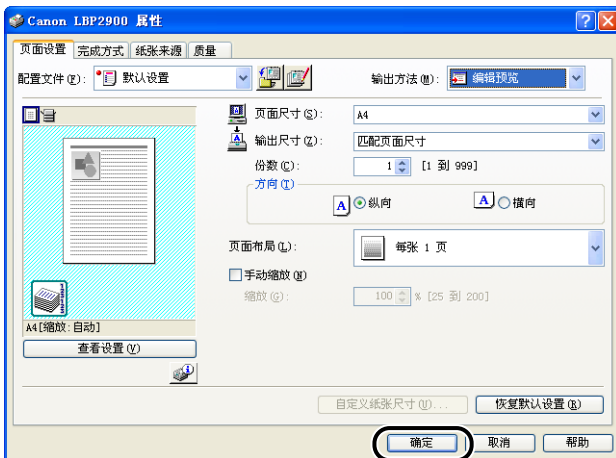 Canon LBP2900 属性
页面设置 完成方式 纸张来源 质量
配置文件(F): 默认设置 输出方法(M): 编辑预览
页面尺寸(S): A4
输出尺寸(Z): 匹配页面尺寸
份数(C): 1 [1 到 999]
方向(T)
A 纵向 A 横向
页面布局(L): 每张 1 页
手动缩放(N)
缩放(G): 100 % [25 到 200]
A4[缩放:自动]
查看设置(V)
自定义纸张尺寸(U)... 恢复默认设置(R)
确定 取消 帮助